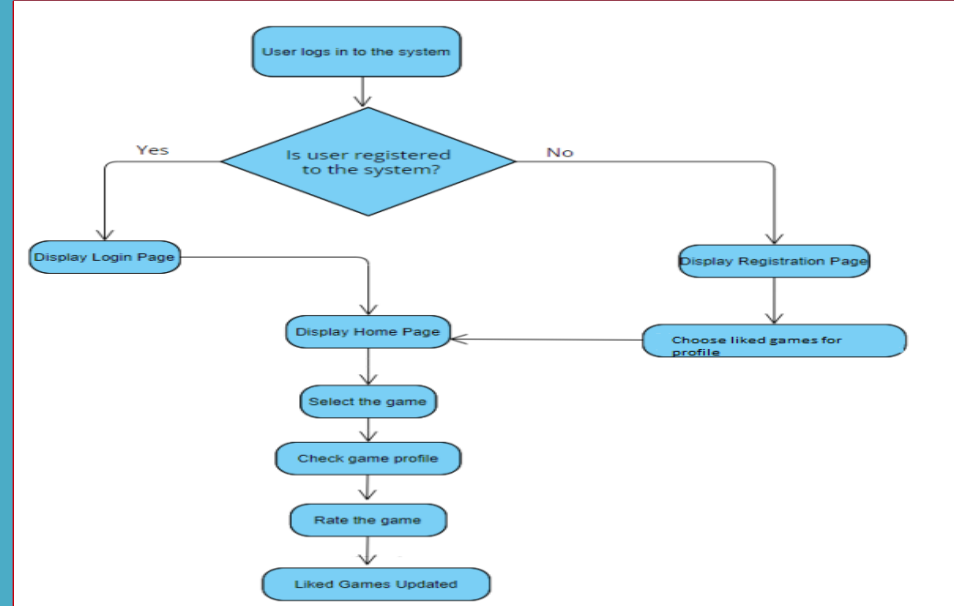 User logs in to the system
Is user registered
to the system?
Yes
No
Display Login Page
Display Registration Page
Display Home Page
Choose liked games for
profile
Select the game
Check game profile
Rate the game
Liked Games Updated